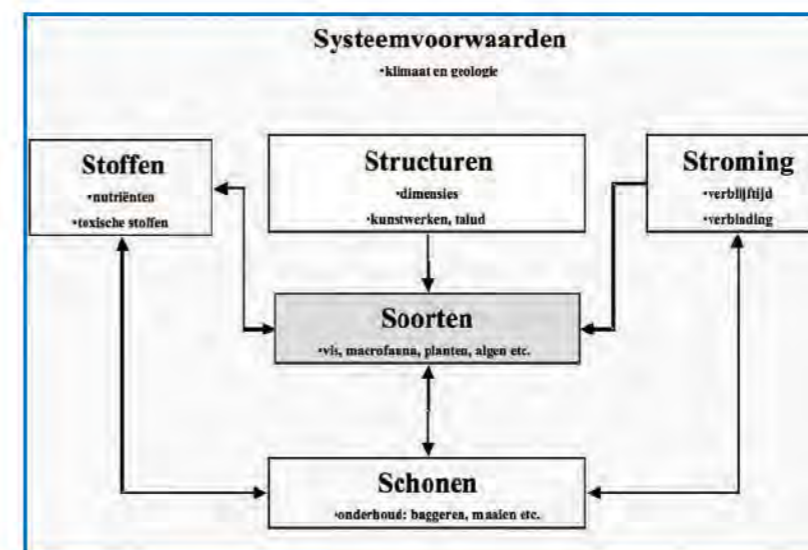 Systeemvoorwaarden
•klimaat en geologie
Stoffen
•nutriënten
•toxische stoffen
Structuren
•dimensies
•kunstwerken, talud
Stroming
•verblijftijd
•verbinding
Soorten
•vis, macrofauna, planten, algen etc.
Schonen
•onderhoud: baggeren, maaien etc.